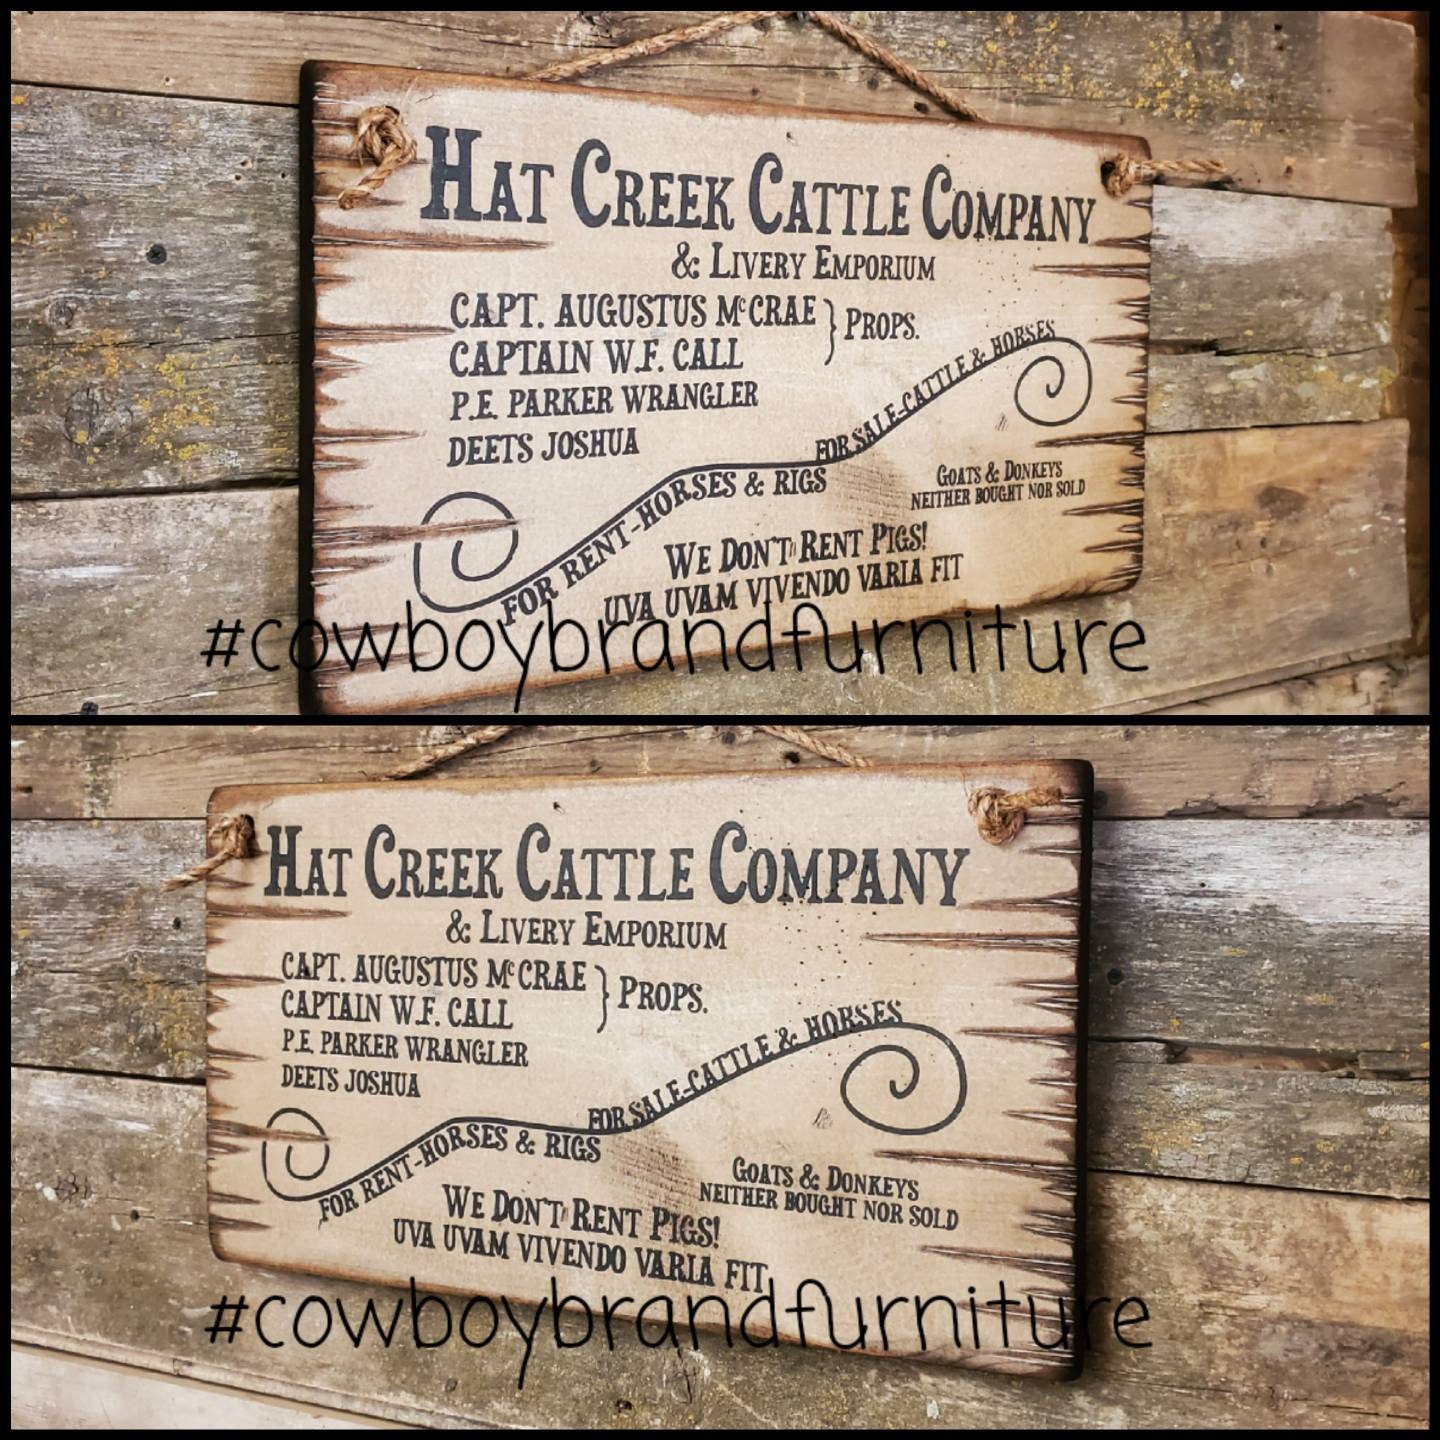 HAT CREEK CATTLE COMPANY
& LIVERY EMPORIUM
CAPT. AUGUSTUS McCRAE } PROPS.
CAPTAIN W.F. CALL
P.E. PARKER WRANGLER
DEETS JOSHUA
FOR RENT-HORSES & RIGS
FOR SALE-CATTLE & HORSES
GOATS & DONKEYS
NEITHER BOUGHT NOR SOLD
WE DON'T RENT PIGS!
UVA UVAM VIVENDO VARIA FIT
#cowboybrandfurniture
HAT CREEK CATTLE COMPANY
& LIVERY EMPORIUM
CAPT. AUGUSTUS McCRAE } PROPS.
CAPTAIN W.F. CALL
P.E. PARKER WRANGLER
DEETS JOSHUA
FOR RENT-HORSES & RIGS
FOR SALE-CATTLE & HORSES
GOATS & DONKEYS
NEITHER BOUGHT NOR SOLD
WE DON'T RENT PIGS!
UVA UVAM VIVENDO VARIA FIT
#cowboybrandfurniture